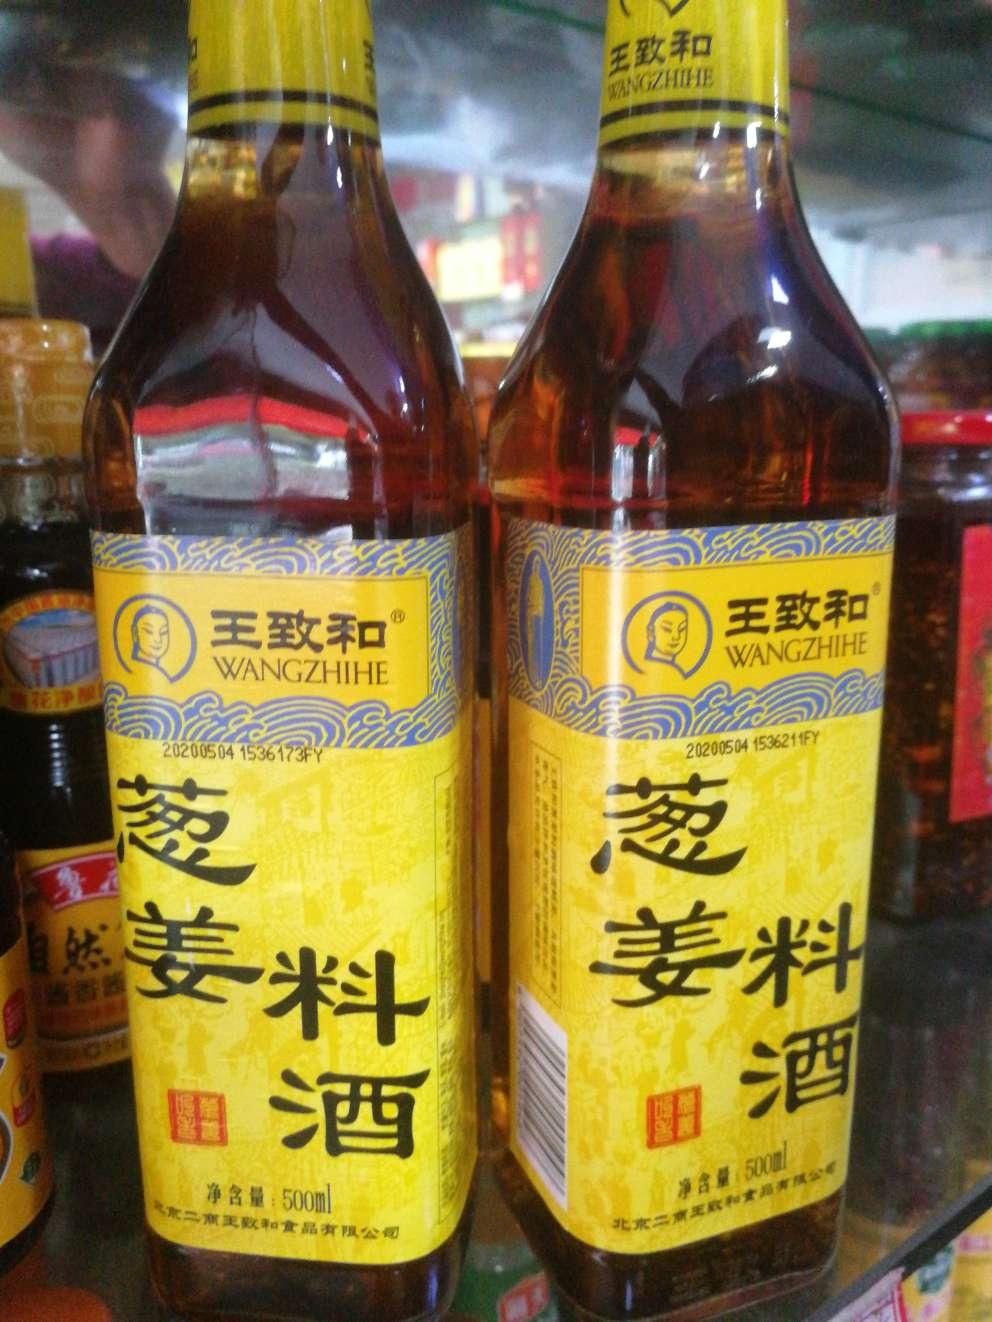 王致和
WANGZHIHE
王致和®
WANGZHIHE
20200504 1536173FY
葱
姜
料
酒
净含量：500ml
北京二商王致和食品有限公司
王致和®
WANGZHIHE
20200504 1536211FY
葱
姜
料
酒
净含量：500ml
北京二商王致和食品有限公司
自然